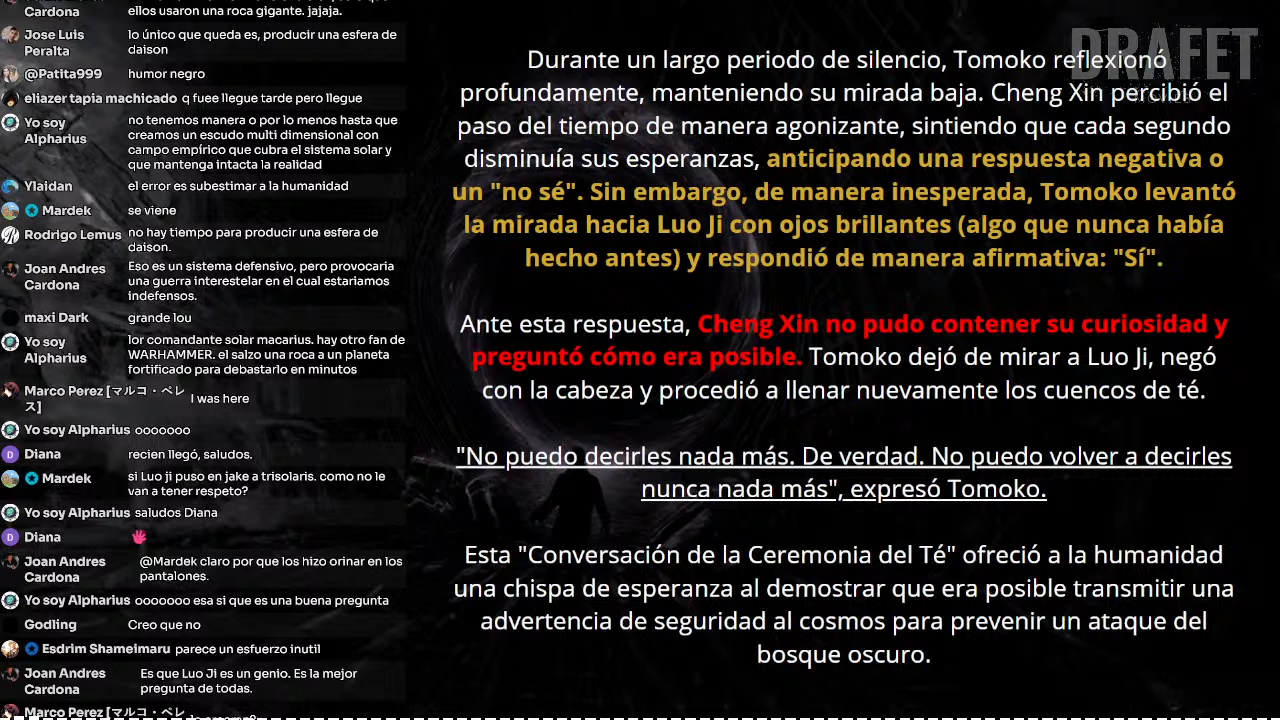 Cardona
ellos usaron una roca gigante. jajaja.
Jose Luis Peralta
lo único que queda es, producir una esfera de
daison
@Patita999 humor negro
eliazer tapia machicado q fuee llegue tarde pero llegue
Yo soy Alpharius
no tenemos manera o por lo menos hasta que
creamos un escudo multi dimensional con
campo empírico que cubra el sistema solar y
que mantenga intacta la realidad
Ylaidan el error es subestimar a la humanidad
Mardek se viene
Rodrigo Lemus
no hay tiempo para producir una esfera de
daison.
Joan Andres Cardona
Eso es un sistema defensivo, pero provocaria
una guerra interestelar en el cual estariamos
indefensos.
maxi Dark grande lou
Yo soy Alpharius
lor comandante solar macarius. hay otro fan de
WARHAMMER. el salzo una roca a un planeta
fortificado para debastarlo en minutos
Marco Perez [マルコ・ペレ
ス]
I was here
Yo soy Alpharius ooooooo
Diana recien llegó, saludos.
Mardek
si Luo ji puso en jake a trisolaris. como no le
van a tener respeto?
Yo soy Alpharius saludos Diana
Diana
Joan Andres Cardona
@Mardek claro por que los hizo orinar en los
pantalones.
Yo soy Alpharius ooooooo esa si que es una buena pregunta
Godling Creo que no
Esdrim Shameimaru parece un esfuerzo inutil
Joan Andres Cardona
Es que Luo Ji es un genio. Es la mejor
pregunta de todas.
Marco Perez [マルコ・ペレ
DRAFET
Durante un largo periodo de silencio, Tomoko reflexionó
profundamente, manteniendo su mirada baja. Cheng Xin percibió el
paso del tiempo de manera agonizante, sintiendo que cada segundo
disminuía sus esperanzas, anticipando una respuesta negativa o
un "no sé". Sin embargo, de manera inesperada, Tomoko levantó
la mirada hacia Luo Ji con ojos brillantes (algo que nunca había
hecho antes) y respondió de manera afirmativa: "Sí".
Ante esta respuesta, Cheng Xin no pudo contener su curiosidad y
preguntó cómo era posible. Tomoko dejó de mirar a Luo Ji, negó
con la cabeza y procedió a llenar nuevamente los cuencos de té.
"No puedo decirles nada más. De verdad. No puedo volver a decirles
nunca nada más", expresó Tomoko.
Esta "Conversación de la Ceremonia del Té" ofreció a la humanidad
una chispa de esperanza al demostrar que era posible transmitir una
advertencia de seguridad al cosmos para prevenir un ataque del
bosque oscuro.